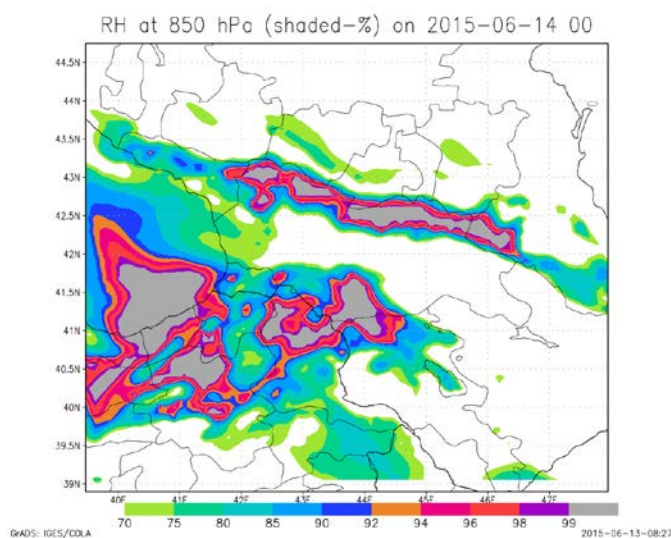 RH at 850 hPa (shaded-%) on 2015-06-14 00
44.5N
44N
43.5N
43N
42.5N
42N
41.5N
41N
40.5N
40N
39.5N
39N
40E 41E 42E 43E 44E 45E 46E 47E
70 75 80 85 90 92 94 96 98 99
GrADS: IGES/COLA 2015-06-13-08:27